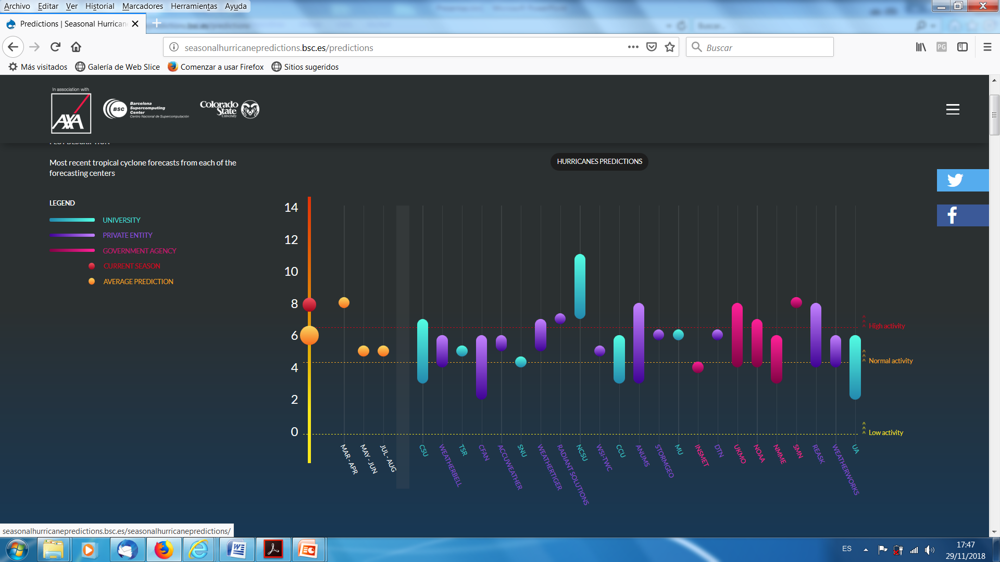 Archivo Editar Ver Historial Marcadores Herramientas Ayuda
Predictions | Seasonal Hurrican
seasonalhurricanepredictions.bsc.es/predictions
Buscar
PG
Más visitados Galería de Web Slice Comenzar a usar Firefox Sitios sugeridos
In association with
AXA
BSC
Barcelona
Supercomputing
Center
Centro Nacional de Supercomputación
Colorado
State
University
Most recent tropical cyclone forecasts from each of the
forecasting centers
HURRICANES PREDICTIONS
LEGEND
UNIVERSITY
PRIVATE ENTITY
GOVERNMENT AGENCY
CURRENT SEASON
AVERAGE PREDICTION
14
12
10
8
6
4
2
0
High activity
Normal activity
Low activity
MAR - APR
MAY - JUN
JUL - AUG
CSU
WEATHERBELL
TSR
CFAN
ACCUWEATHER
SNU
WEATHERTIGER
RADIANT SOLUTIONS
NCSU
WSI-TWC
CCU
ANUMS
STORMGEO
MU
INSMET
DTN
UKMO
NOAA
NMME
SMN
REASK
WEATHERWORKS
UA
seasonalhurricanepredictions.bsc.es/seasonalhurricanepredictions/
ES
17:47
29/11/2018